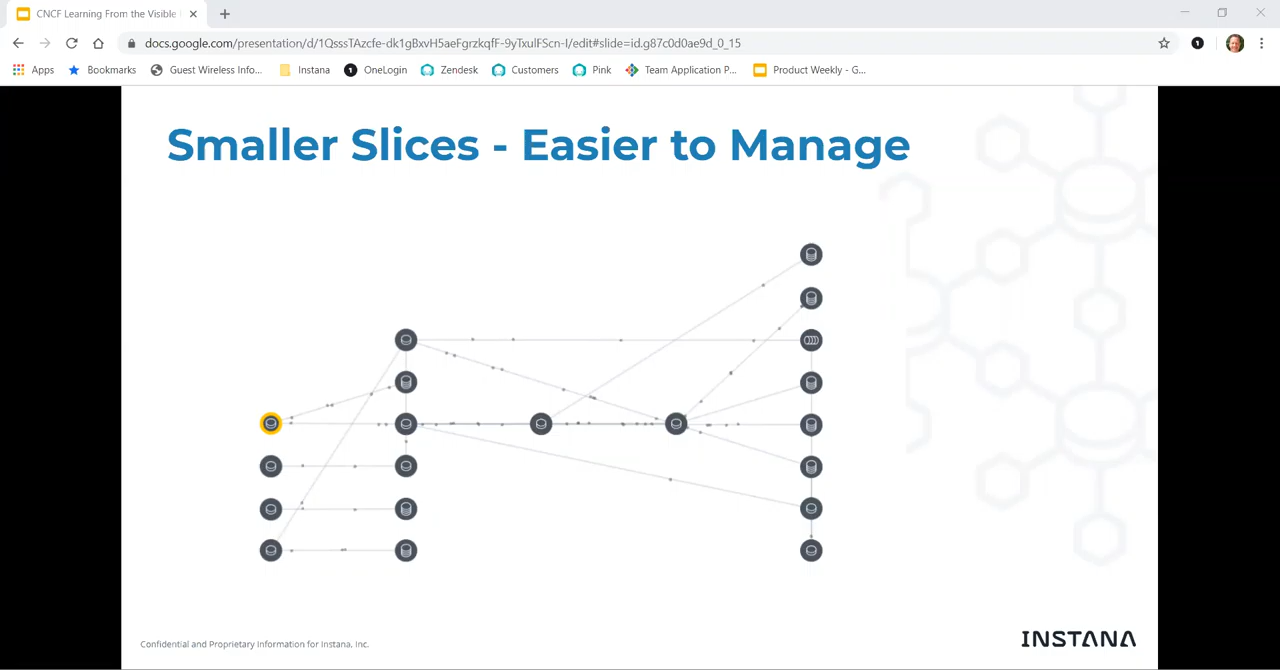 CNCF Learning From the Visible
docs.google.com/presentation/d/1QsssTAzcfe-dk1gBxvH5aeFgrzkqfF-9yTxulFScn-I/edit#slide=id.g87c0d0ae9d_0_15
Apps Bookmarks Guest Wireless Info... Instana 1 OneLogin Zendesk Customers Pink Team Application P... Product Weekly - G...
Smaller Slices - Easier to Manage
Confidential and Proprietary Information for Instana, Inc.
INSTANA